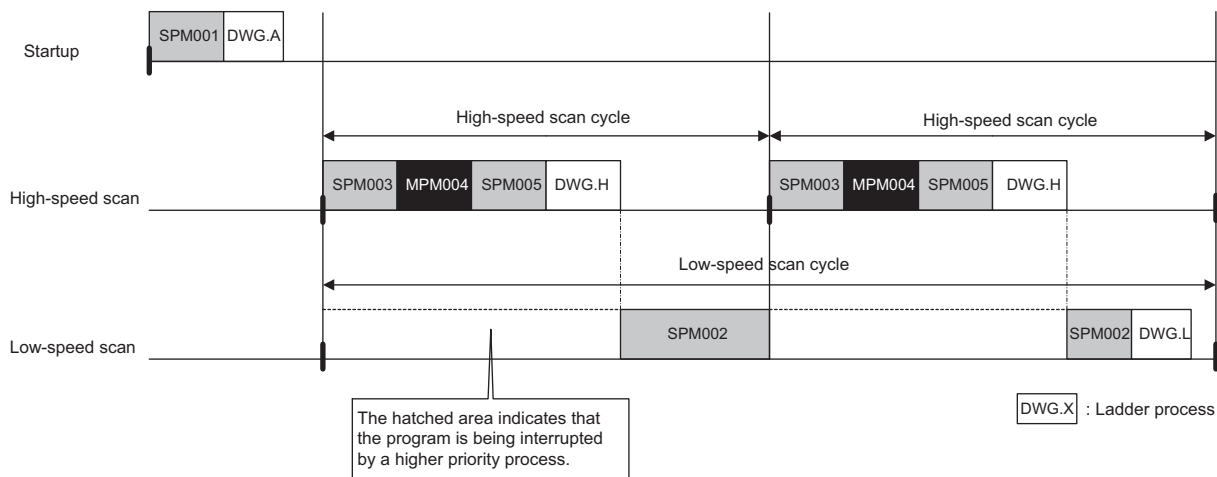 SPM001 DWG.A
Startup
High-speed scan cycle High-speed scan cycle
SPM003 MPM004 SPM005 DWG.H SPM003 MPM004 SPM005 DWG.H
High-speed scan
Low-speed scan cycle
SPM002 SPM002 DWG.L
Low-speed scan
The hatched area indicates that
the program is being interrupted
by a higher priority process.
DWG.X : Ladder process